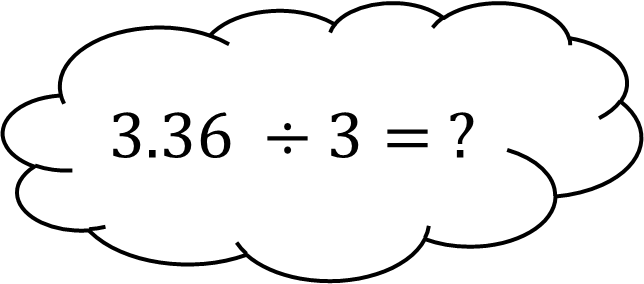 3.36 ÷ 3 = ?